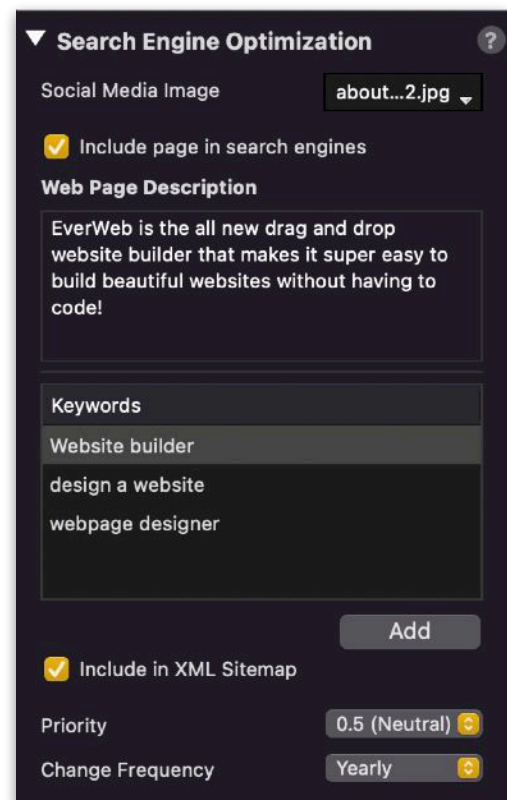 Search Engine Optimization ?
Social Media Image about...2.jpg
Include page in search engines
Web Page Description
EverWeb is the all new drag and drop
website builder that makes it super easy to
build beautiful websites without having to
code!
Keywords
Website builder
design a website
webpage designer
Add
Include in XML Sitemap
Priority 0.5 (Neutral)
Change Frequency Yearly